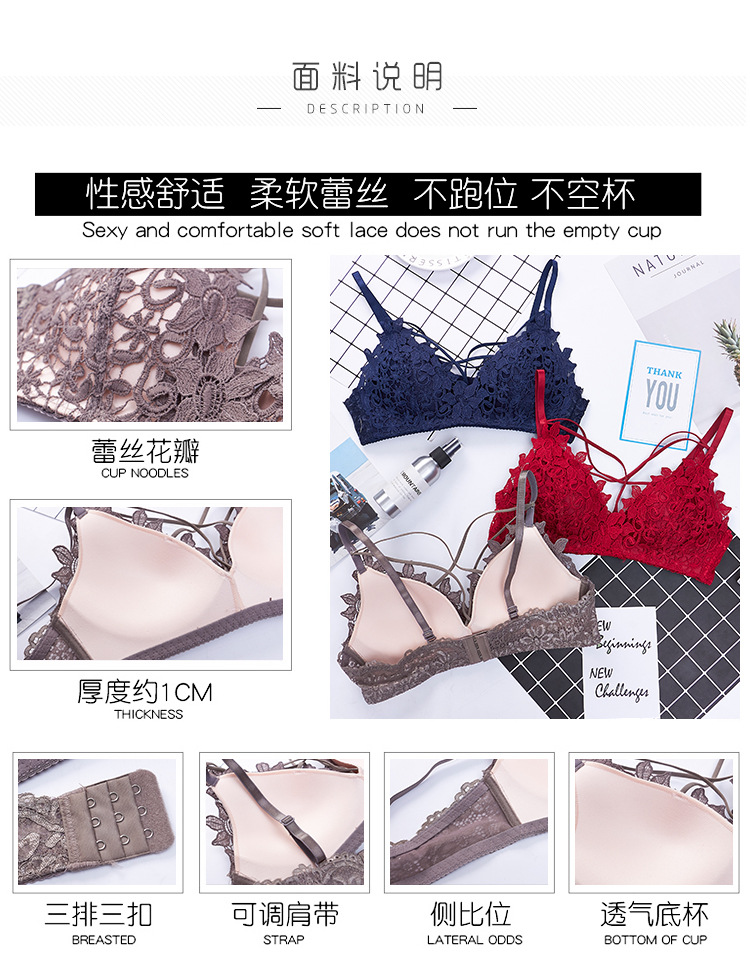 面料说明
DESCRIPTION
性感舒适 柔软蕾丝 不跑位 不空杯
Sexy and comfortable soft lace does not run the empty cup
NATU
JOURNAL
THANK
YOU
蕾丝花瓣
CUP NOODLES
NEW
Beginnings
NEW
Challenges
厚度约1CM
THICKNESS
三排三扣
BREASTED
可调肩带
STRAP
侧比位
LATERAL ODDS
透气底杯
BOTTOM OF CUP